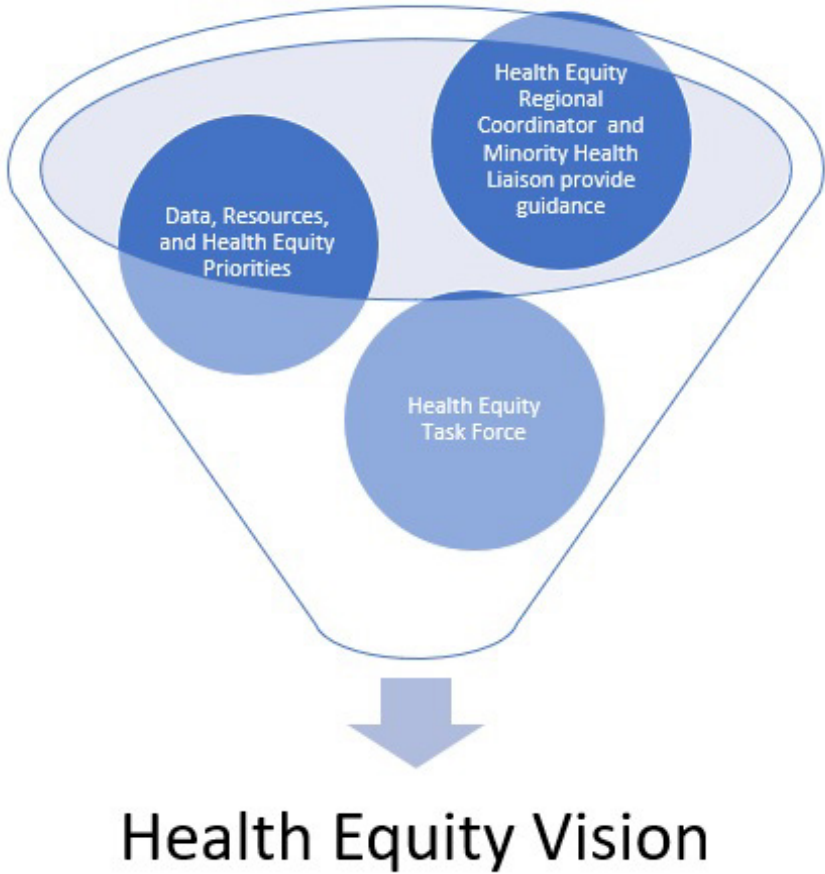 Health Equity
Regional
Coordinator and
Minority Health
Liaison provide
guidance
Data, Resources,
and Health Equity
Priorities
Health Equity
Task Force
Health Equity Vision